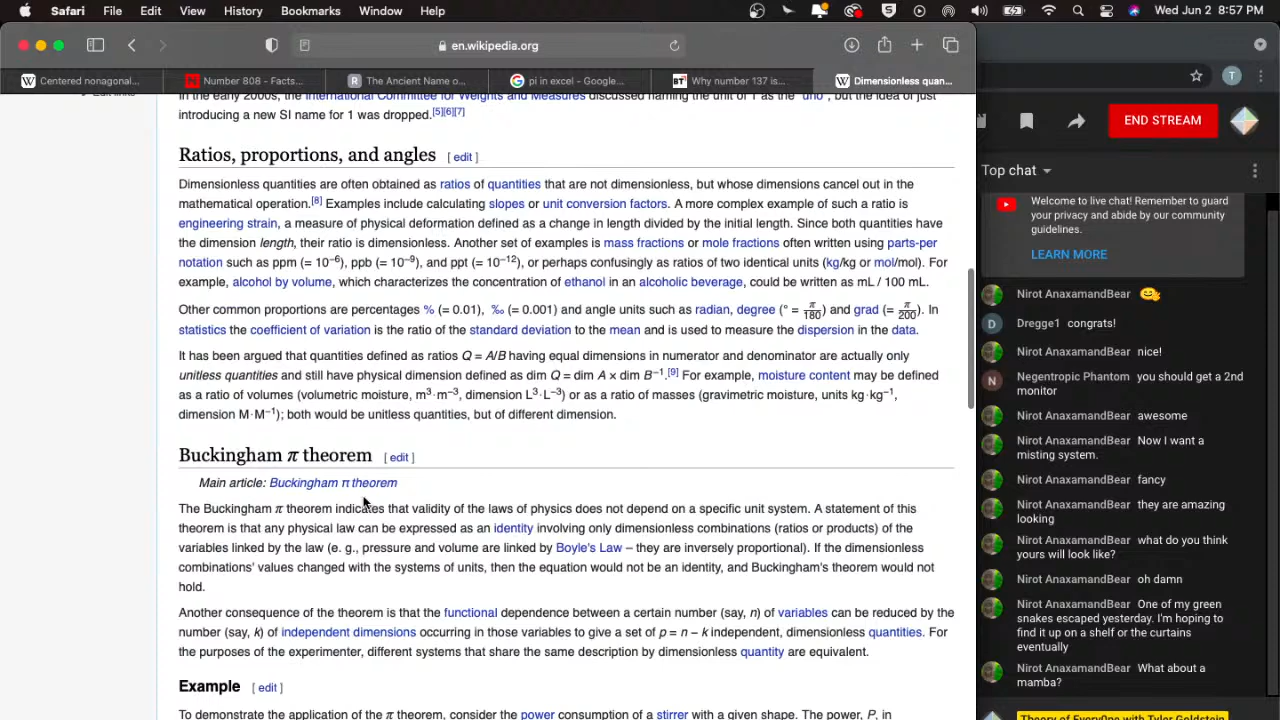 Safari File Edit View History Bookmarks Window Help Wed Jun 2 8:57 PM
en.wikipedia.org
Centered nonagonal... Number 808 - Facts... The Ancient Name o... pi in excel - Google... Why number 137 is... Dimensionless quan...
In the early 2000s, the International Committee for Weights and Measures discussed naming the unit of 1 as the "uno", but the idea of just
introducing a new SI name for 1 was dropped.[5][6][7]
Ratios, proportions, and angles [ edit ]
Dimensionless quantities are often obtained as ratios of quantities that are not dimensionless, but whose dimensions cancel out in the
mathematical operation.[8] Examples include calculating slopes or unit conversion factors. A more complex example of such a ratio is
engineering strain, a measure of physical deformation defined as a change in length divided by the initial length. Since both quantities have
the dimension length, their ratio is dimensionless. Another set of examples is mass fractions or mole fractions often written using parts-per
notation such as ppm (= 10⁻⁶), ppb (= 10⁻⁹), and ppt (= 10⁻¹²), or perhaps confusingly as ratios of two identical units (kg/kg or mol/mol). For
example, alcohol by volume, which characterizes the concentration of ethanol in an alcoholic beverage, could be written as mL / 100 mL.
Other common proportions are percentages % (= 0.01), ‰ (= 0.001) and angle units such as radian, degree (° = π/180) and grad (= π/200). In
statistics the coefficient of variation is the ratio of the standard deviation to the mean and is used to measure the dispersion in the data.
It has been argued that quantities defined as ratios Q = A/B having equal dimensions in numerator and denominator are actually only
unitless quantities and still have physical dimension defined as dim Q = dim A × dim B⁻¹.[9] For example, moisture content may be defined
as a ratio of volumes (volumetric moisture, m³·m⁻³, dimension L³·L⁻³) or as a ratio of masses (gravimetric moisture, units kg·kg⁻¹,
dimension M·M⁻¹); both would be unitless quantities, but of different dimension.
Buckingham π theorem [ edit ]
Main article: Buckingham π theorem
The Buckingham π theorem indicates that validity of the laws of physics does not depend on a specific unit system. A statement of this
theorem is that any physical law can be expressed as an identity involving only dimensionless combinations (ratios or products) of the
variables linked by the law (e. g., pressure and volume are linked by Boyle's Law – they are inversely proportional). If the dimensionless
combinations' values changed with the systems of units, then the equation would not be an identity, and Buckingham's theorem would not
hold.
Another consequence of the theorem is that the functional dependence between a certain number (say, n) of variables can be reduced by the
number (say, k) of independent dimensions occurring in those variables to give a set of p = n − k independent, dimensionless quantities. For
the purposes of the experimenter, different systems that share the same description by dimensionless quantity are equivalent.
Example [ edit ]
To demonstrate the application of the π theorem, consider the power consumption of a stirrer with a given shape. The power, P, in
T
END STREAM
Top chat
Welcome to live chat! Remember to guard
your privacy and abide by our community
guidelines.
LEARN MORE
Nirot AnaxamandBear
D Dregge1 congrats!
Nirot AnaxamandBear nice!
N Negentropic Phantom you should get a 2nd
monitor
Nirot AnaxamandBear awesome
Nirot AnaxamandBear Now I want a
misting system.
Nirot AnaxamandBear fancy
Nirot AnaxamandBear they are amazing
looking
Nirot AnaxamandBear what do you think
yours will look like?
Nirot AnaxamandBear oh damn
Nirot AnaxamandBear One of my green
snakes escaped yesterday. I'm hoping to
find it up on a shelf or the curtains
eventually
Nirot AnaxamandBear What about a
mamba?
Theory of EveryOne with Tyler Goldstein